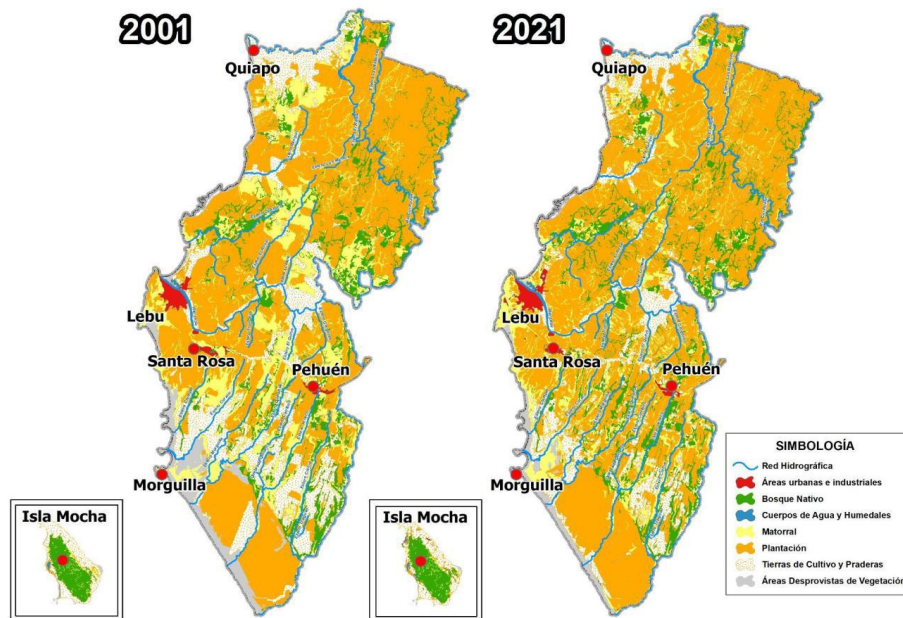 2001
Quiapo
Lebu
Santa Rosa
Pehuén
Morguilla
Isla Mocha
2021
Quiapo
Lebu
Santa Rosa
Pehuén
Morguilla
Isla Mocha
SIMBOLOGÍA
Red Hidrográfica
Áreas urbanas e industriales
Bosque Nativo
Cuerpos de Agua y Humedales
Matorral
Plantación
Tierras de Cultivo y Praderas
Áreas Desprovistas de Vegetación